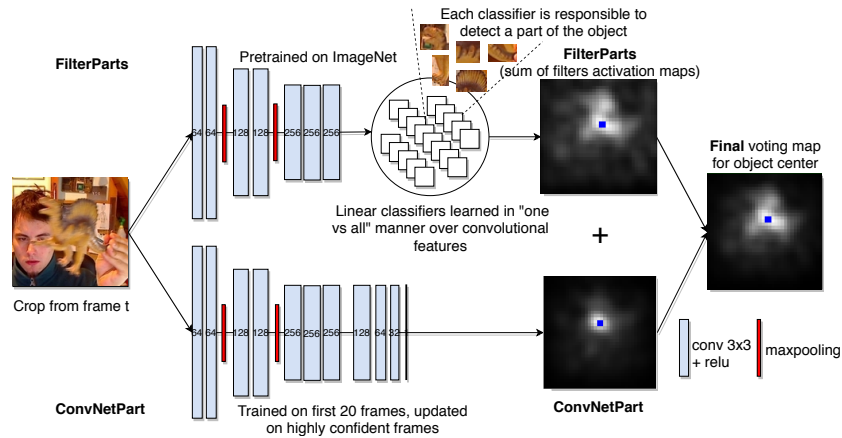 Each classifier is responsible to
detect a part of the object
FilterParts
Pretrained on ImageNet
FilterParts
(sum of filters activation maps)
64 64 128 128 256 256 256
Final voting map
for object center
Linear classifiers learned in "one
vs all" manner over convolutional
features
+
Crop from frame t
64 64 128 128 256 256 256 128 64 32
conv 3x3
+ relu
maxpooling
ConvNetPart
Trained on first 20 frames, updated
on highly confident frames
ConvNetPart